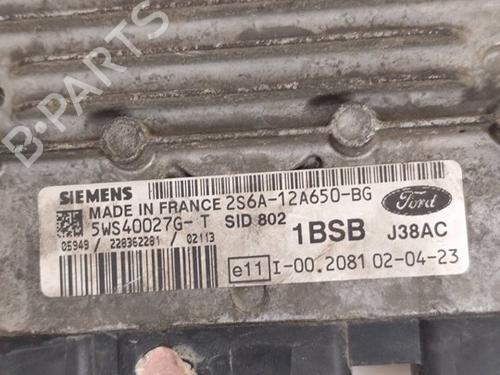 B-PARTS
SIEMENS
MADE IN FRANCE 2S6A-12A650-BG
5WS40027G- T SID 802
05949 / 228362281 / 02113
1BSB
Ford
J38AC
e11 I-00.2081 02-04-23